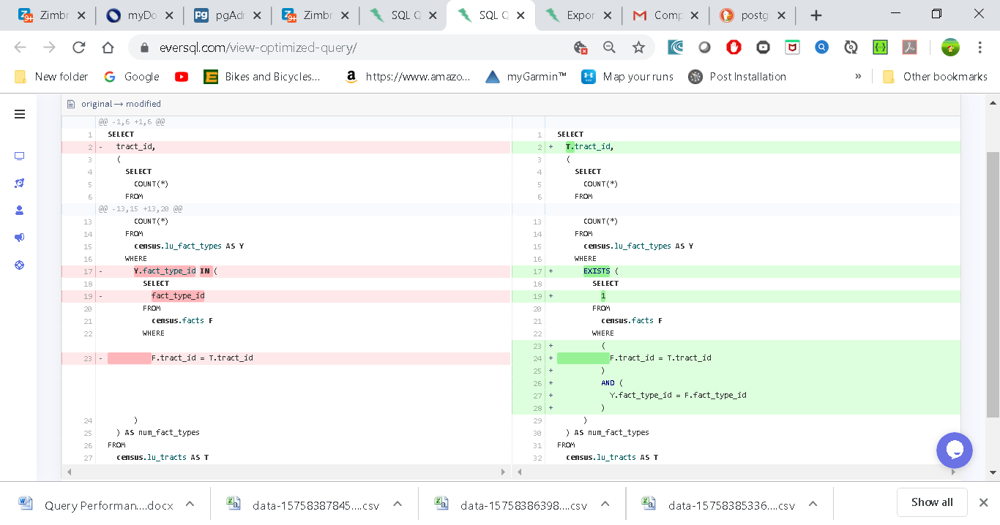 Zimbr
myDo
pgAdr
Zimbr
SQL Q
SQL Q
Expor
Comp
postg
eversql.com/view-optimized-query/
New folder
Google
Bikes and Bicycles...
https://www.amazo...
myGarmin™
Map your runs
Post Installation
»
Other bookmarks
original → modified
@@ -1,6 +1,6 @@
1 SELECT
2 - tract_id,
3 (
4 SELECT
5 COUNT(*)
6 FROM
@@ -13,15 +13,20 @@
13 COUNT(*)
14 FROM
15 census.lu_fact_types AS Y
16 WHERE
17 - Y.fact_type_id IN (
18 SELECT
19 - fact_type_id
20 FROM
21 census.facts F
22 WHERE
23 - F.tract_id = T.tract_id
24 )
25 ) AS num_fact_types
26 FROM
27 census.lu_tracts AS T
1 SELECT
2 + T.tract_id,
3 (
4 SELECT
5 COUNT(*)
6 FROM
13 COUNT(*)
14 FROM
15 census.lu_fact_types AS Y
16 WHERE
17 + EXISTS (
18 SELECT
19 + 1
20 FROM
21 census.facts F
22 WHERE
23 + (
24 + F.tract_id = T.tract_id
25 + )
26 + AND (
27 + Y.fact_type_id = F.fact_type_id
28 + )
29 )
30 ) AS num_fact_types
31 FROM
32 census.lu_tracts AS T
Query Performan....docx
data-15758387845....csv
data-15758386398....csv
data-15758385336....csv
Show all